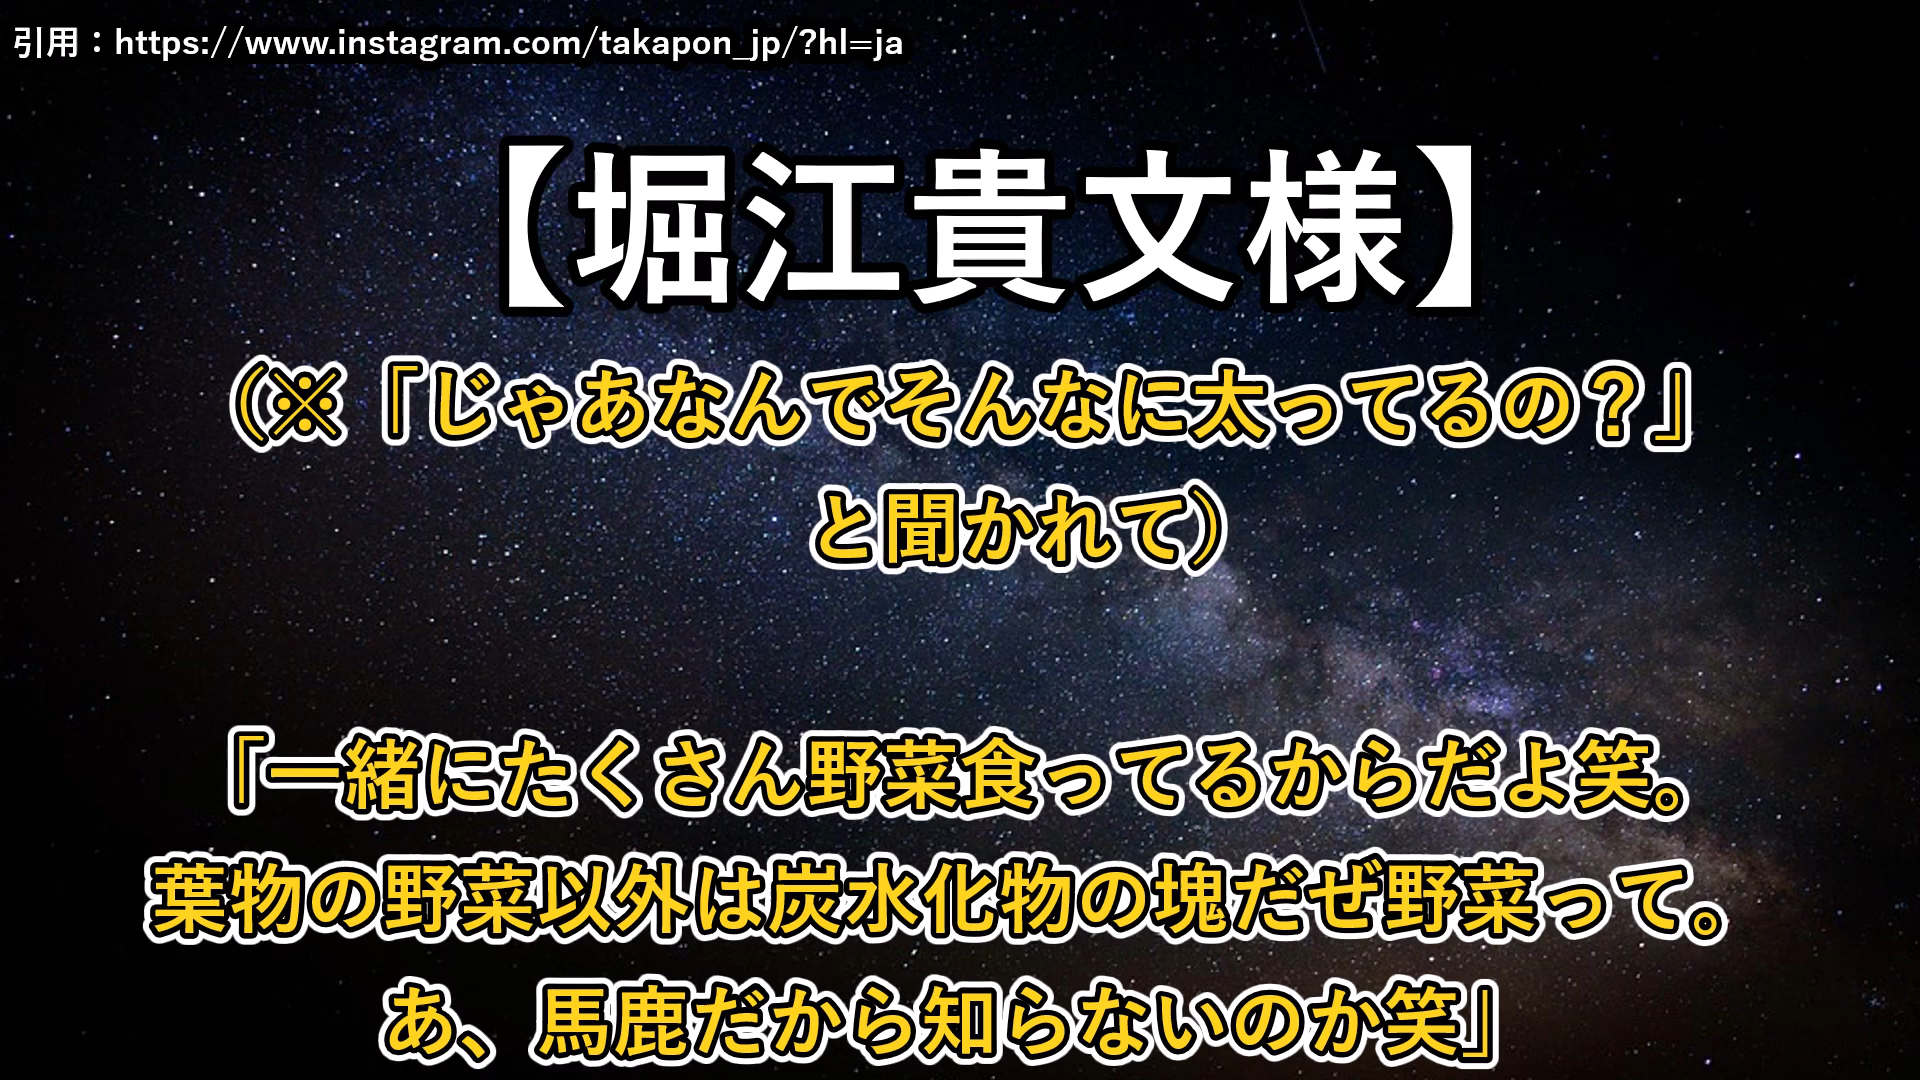 引用：https://www.instagram.com/takapon_jp/?hl=ja
【堀江貴文様】
（※『じゃあなんでそんなに太ってるの？』
と聞かれて）
『一緒にたくさん野菜食ってるからだよ笑。
葉物の野菜以外は炭水化物の塊だぜ野菜って。
あ、馬鹿だから知らないのか笑』